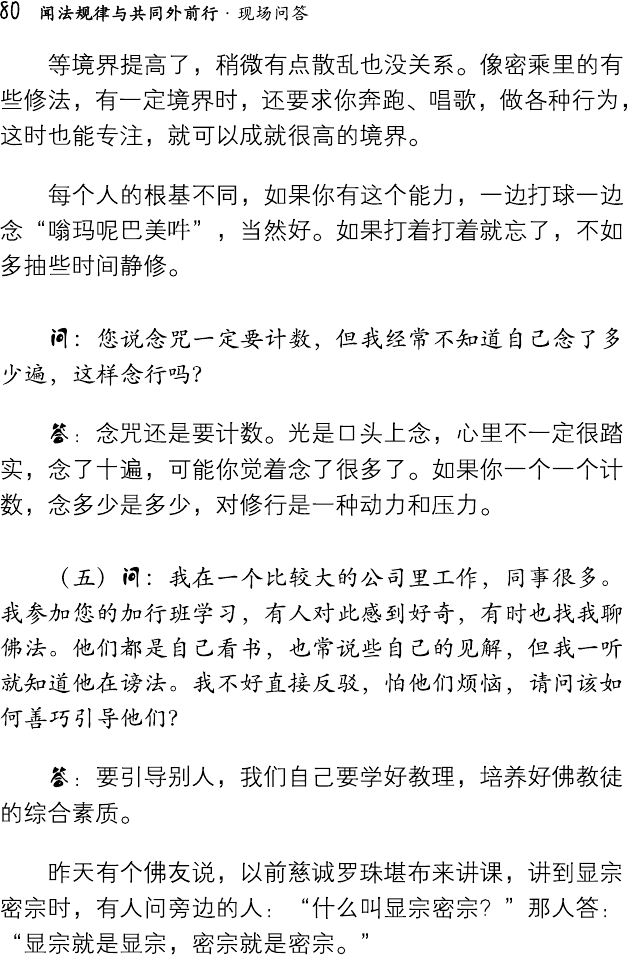 80 闻法规律与共同外前行·现场问答
等境界提高了，稍微有点散乱也没关系。像密乘里的有
些修法，有一定境界时，还要求你奔跑、唱歌，做各种行为，
这时也能专注，就可以成就很高的境界。
每个人的根基不同，如果你有这个能力，一边打球一边
念“嗡玛呢巴美吽”，当然好。如果打着打着就忘了，不如
多抽些时间静修。
问：您说念咒一定要计数，但我经常不知道自己念了多
少遍，这样念行吗？
答：念咒还是要计数。光是口头上念，心里不一定很踏
实，念了十遍，可能你觉着念了很多了。如果你一个一个计
数，念多少是多少，对修行是一种动力和压力。
（五）问：我在一个比较大的公司里工作，同事很多。
我参加您的加行班学习，有人对此感到好奇，有时也找我聊
佛法。他们都是自己看书，也常说些自己的见解，但我一听
就知道他在谤法。我不好直接反驳，怕他们烦恼，请问该如
何善巧引导他们？
答：要引导别人，我们自己要学好教理，培养好佛教徒
的综合素质。
昨天有个佛友说，以前慈诚罗珠堪布来讲课，讲到显宗
密宗时，有人问旁边的人：“什么叫显宗密宗？”那人答：
“显宗就是显宗，密宗就是密宗。”